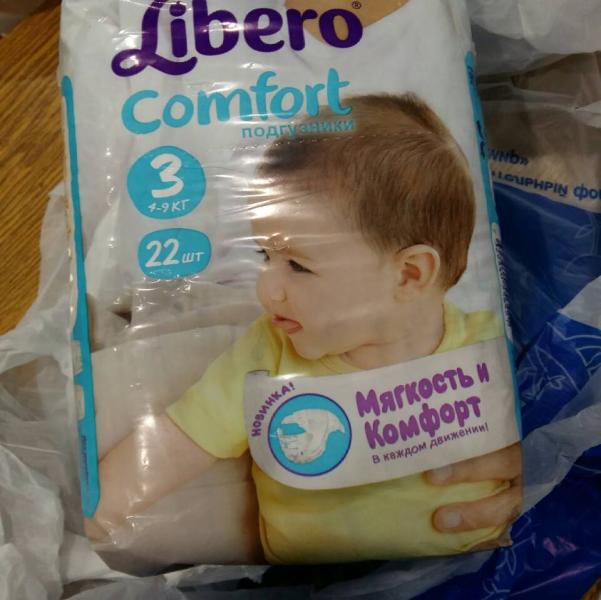 Libero®
comfort
подгузники
3
4-9 КГ
22 шт
НОВИНКА!
Мягкость и
Комфорт
В каждом движении!